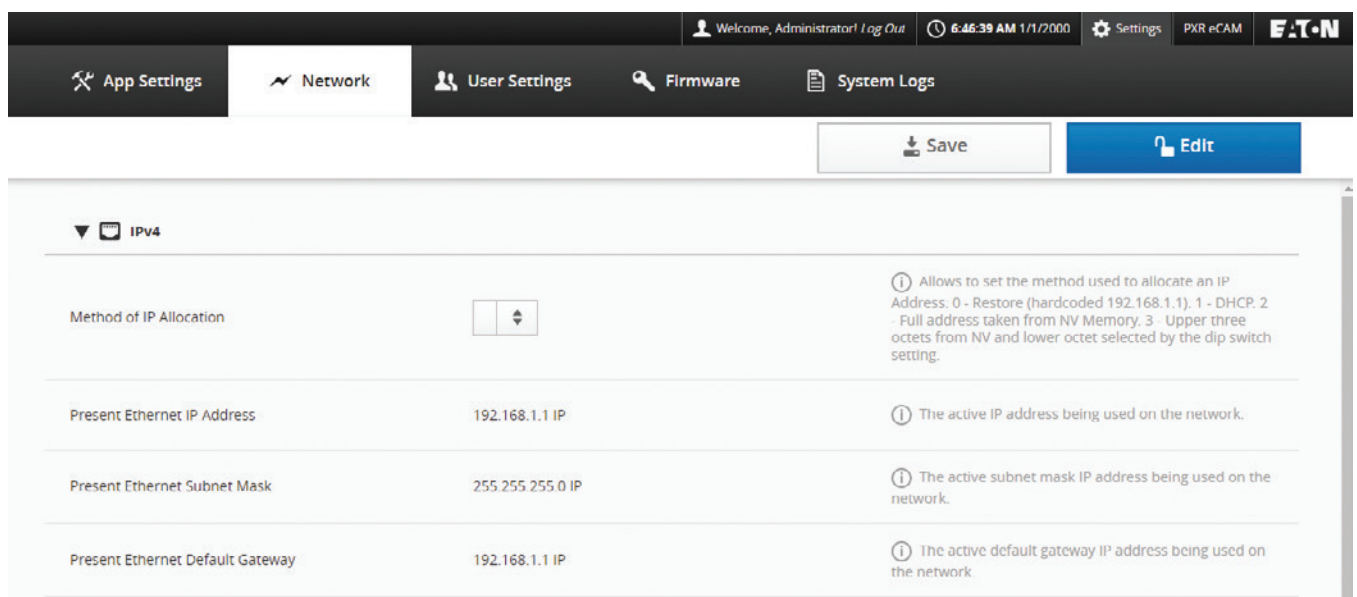 Welcome, Administrator! Log Out 6:46:39 AM 1/1/2000 Settings PXR eCAM EATON
App Settings Network User Settings Firmware System Logs
Save Edit
IPv4
Method of IP Allocation
Allows to set the method used to allocate an IP
Address. 0 - Restore (hardcoded 192.168.1.1). 1 - DHCP. 2
- Full address taken from NV Memory. 3 - Upper three
octets from NV and lower octet selected by the dip switch
setting.
Present Ethernet IP Address 192.168.1.1 IP The active IP address being used on the network.
Present Ethernet Subnet Mask 255.255.255.0 IP The active subnet mask IP address being used on the
network.
Present Ethernet Default Gateway 192.168.1.1 IP The active default gateway IP address being used on
the network.